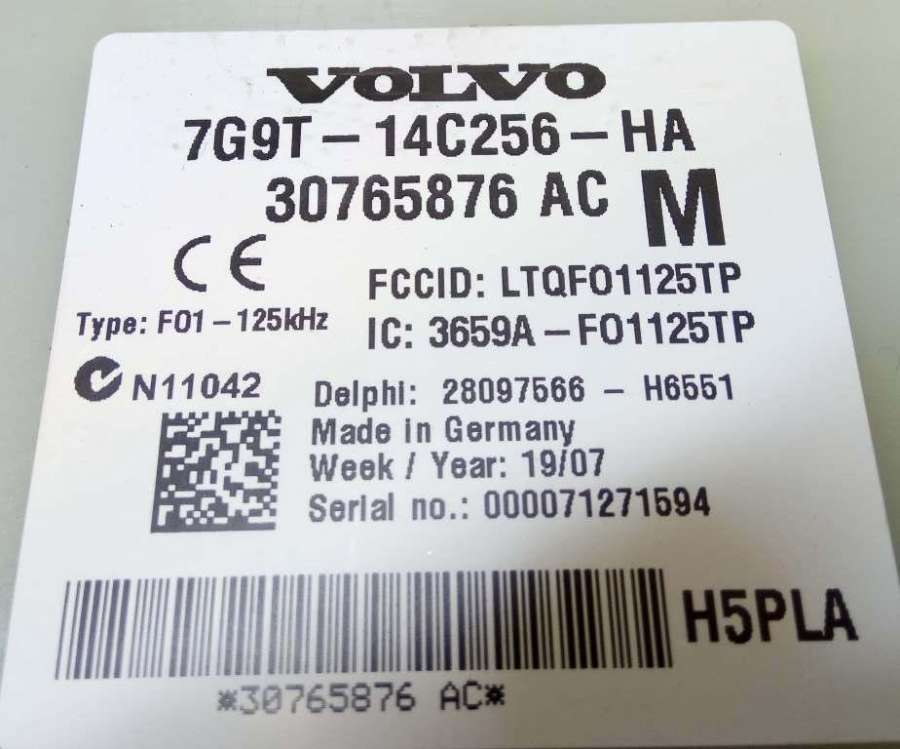 VOLVO
7G9T-14C256-HA
30765876 AC M
CE
FCCID: LTQFO1125TP
Type: F01-125kHz
IC: 3659A-FO1125TP
N11042
Delphi: 28097566 - H6551
Made in Germany
Week / Year: 19/07
Serial no.: 000071271594
H5PLA
*30765876 AC*